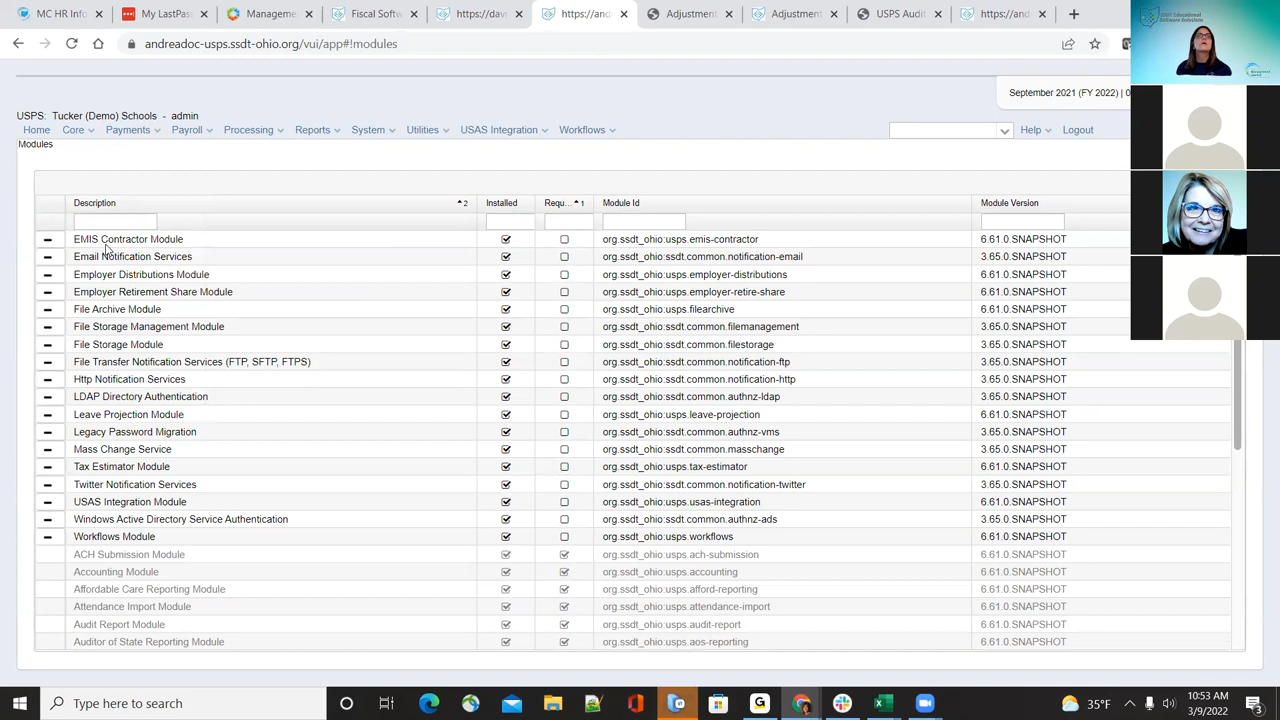 MC HR Info
My LastPass
Manageme
Fiscal Softw
Adjustment
Adjustment
https://and
andreadoc-usps.ssdt-ohio.org/vui/app#!modules
September 2021 (FY 2022) | 0
USPS: Tucker (Demo) Schools - admin
Home Core Payments Payroll Processing Reports System Utilities USAS Integration Workflows Help Logout
Modules
Description 2 Installed Requ... 1 Module Id Module Version
EMIS Contractor Module org.ssdt_ohio:usps.emis-contractor 6.61.0.SNAPSHOT
Email Notification Services org.ssdt_ohio:ssdt.common.notification-email 3.65.0.SNAPSHOT
Employer Distributions Module org.ssdt_ohio:usps.employer-distributions 6.61.0.SNAPSHOT
Employer Retirement Share Module org.ssdt_ohio:usps.employer-retire-share 6.61.0.SNAPSHOT
File Archive Module org.ssdt_ohio:usps.filearchive 6.61.0.SNAPSHOT
File Storage Management Module org.ssdt_ohio:ssdt.common.filemanagement 3.65.0.SNAPSHOT
File Storage Module org.ssdt_ohio:ssdt.common.filestorage 3.65.0.SNAPSHOT
File Transfer Notification Services (FTP, SFTP, FTPS) org.ssdt_ohio:ssdt.common.notification-ftp 3.65.0.SNAPSHOT
Http Notification Services org.ssdt_ohio:ssdt.common.notification-http 3.65.0.SNAPSHOT
LDAP Directory Authentication org.ssdt_ohio:ssdt.common.authnz-ldap 3.65.0.SNAPSHOT
Leave Projection Module org.ssdt_ohio:usps.leave-projection 6.61.0.SNAPSHOT
Legacy Password Migration org.ssdt_ohio:ssdt.common.authnz-vms 3.65.0.SNAPSHOT
Mass Change Service org.ssdt_ohio:ssdt.common.masschange 3.65.0.SNAPSHOT
Tax Estimator Module org.ssdt_ohio:usps.tax-estimator 6.61.0.SNAPSHOT
Twitter Notification Services org.ssdt_ohio:ssdt.common.notification-twitter 3.65.0.SNAPSHOT
USAS Integration Module org.ssdt_ohio:usps.usas-integration 6.61.0.SNAPSHOT
Windows Active Directory Service Authentication org.ssdt_ohio:ssdt.common.authnz-ads 3.65.0.SNAPSHOT
Workflows Module org.ssdt_ohio:usps.workflows 6.61.0.SNAPSHOT
ACH Submission Module org.ssdt_ohio:usps.ach-submission 6.61.0.SNAPSHOT
Accounting Module org.ssdt_ohio:usps.accounting 6.61.0.SNAPSHOT
Affordable Care Reporting Module org.ssdt_ohio:usps.afford-reporting 6.61.0.SNAPSHOT
Attendance Import Module org.ssdt_ohio:usps.attendance-import 6.61.0.SNAPSHOT
Audit Report Module org.ssdt_ohio:usps.audit-report 6.61.0.SNAPSHOT
Auditor of State Reporting Module org.ssdt_ohio:usps.aos-reporting 6.61.0.SNAPSHOT
Type here to search
35°F
10:53 AM
3/9/2022
3